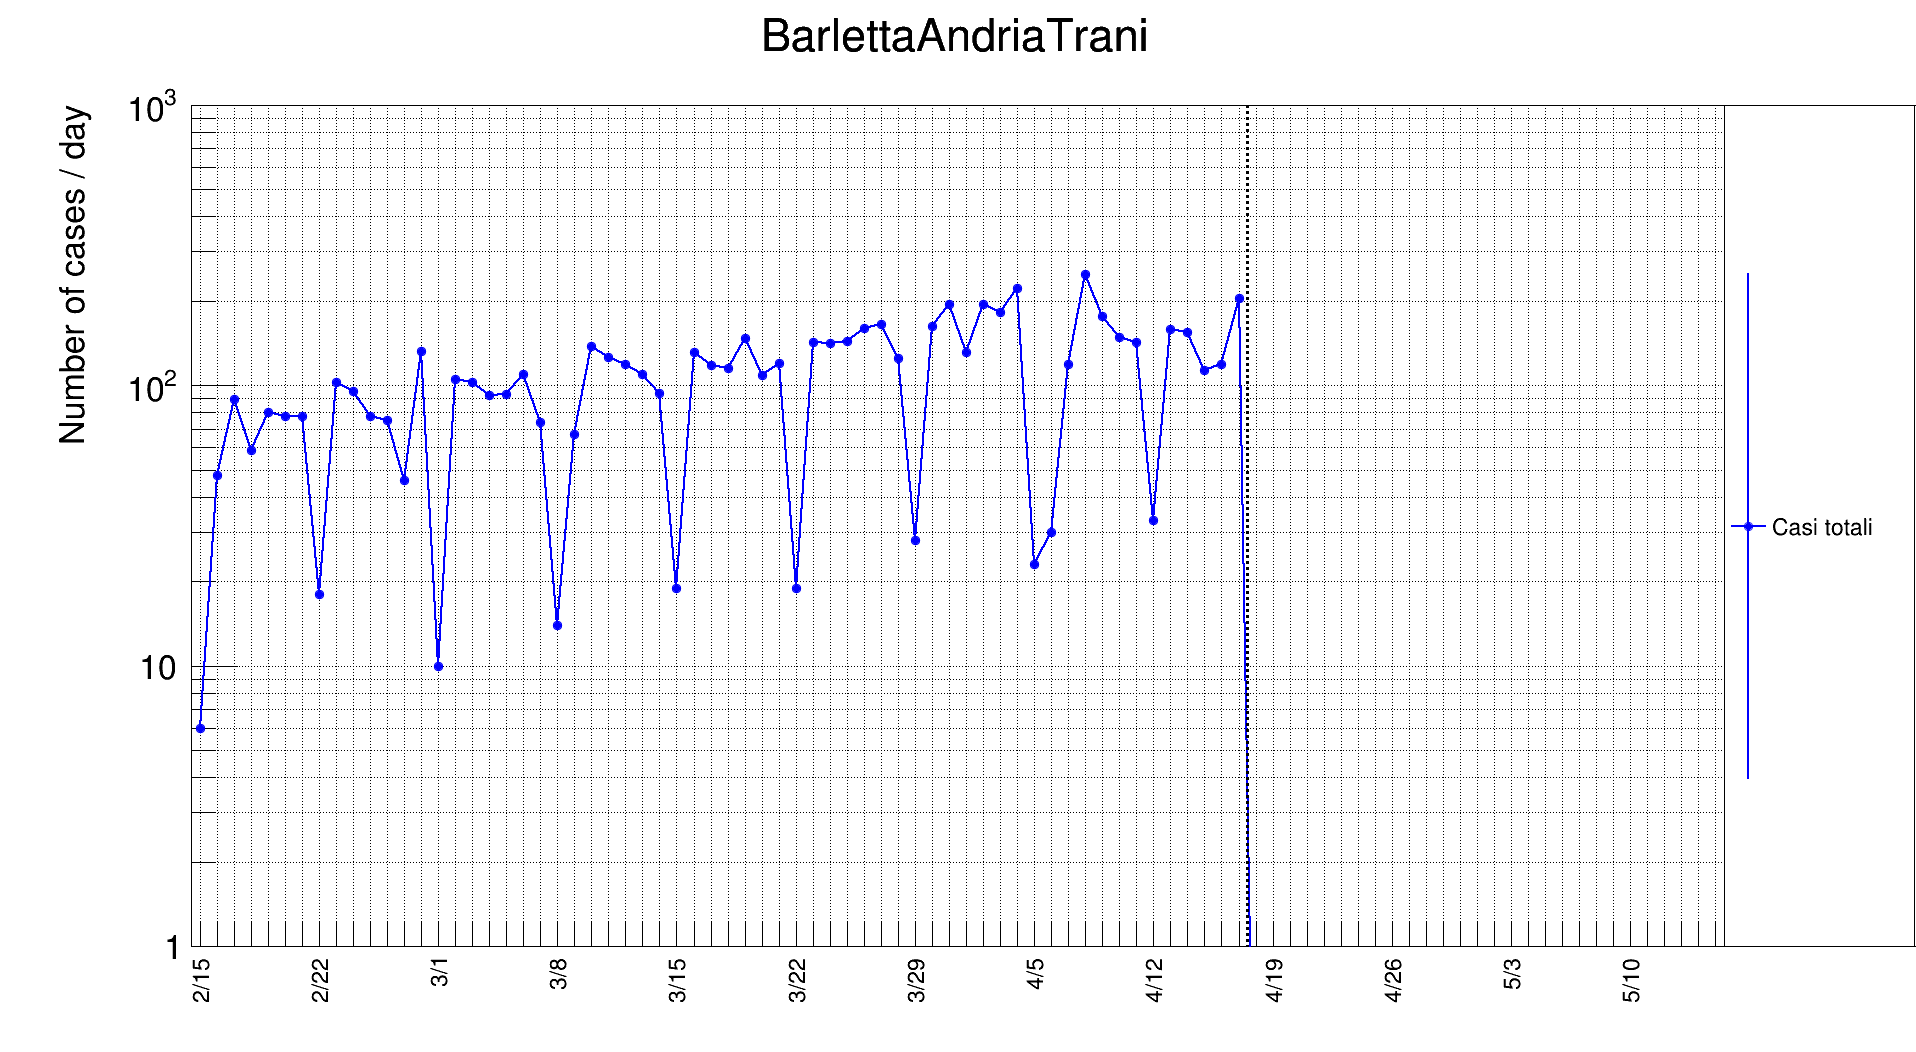 BarlettaAndriaTrani
Number of cases / day
10³
10²
10
1
2/15 2/22 3/1 3/8 3/15 3/22 3/29 4/5 4/12 4/19 4/26 5/3 5/10
Casi totali